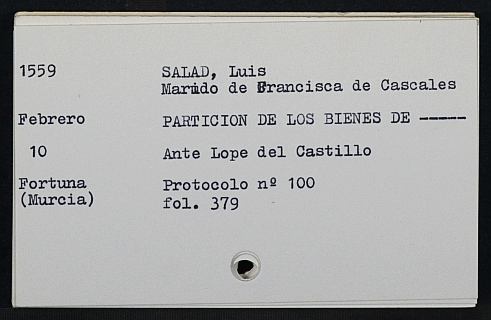 1559 SALAD, Luis
Marido de Francisca de Cascales
Febrero PARTICION DE LOS BIENES DE -----
10 Ante Lope del Castillo
Fortuna Protocolo nº 100
(Murcia) fol. 379